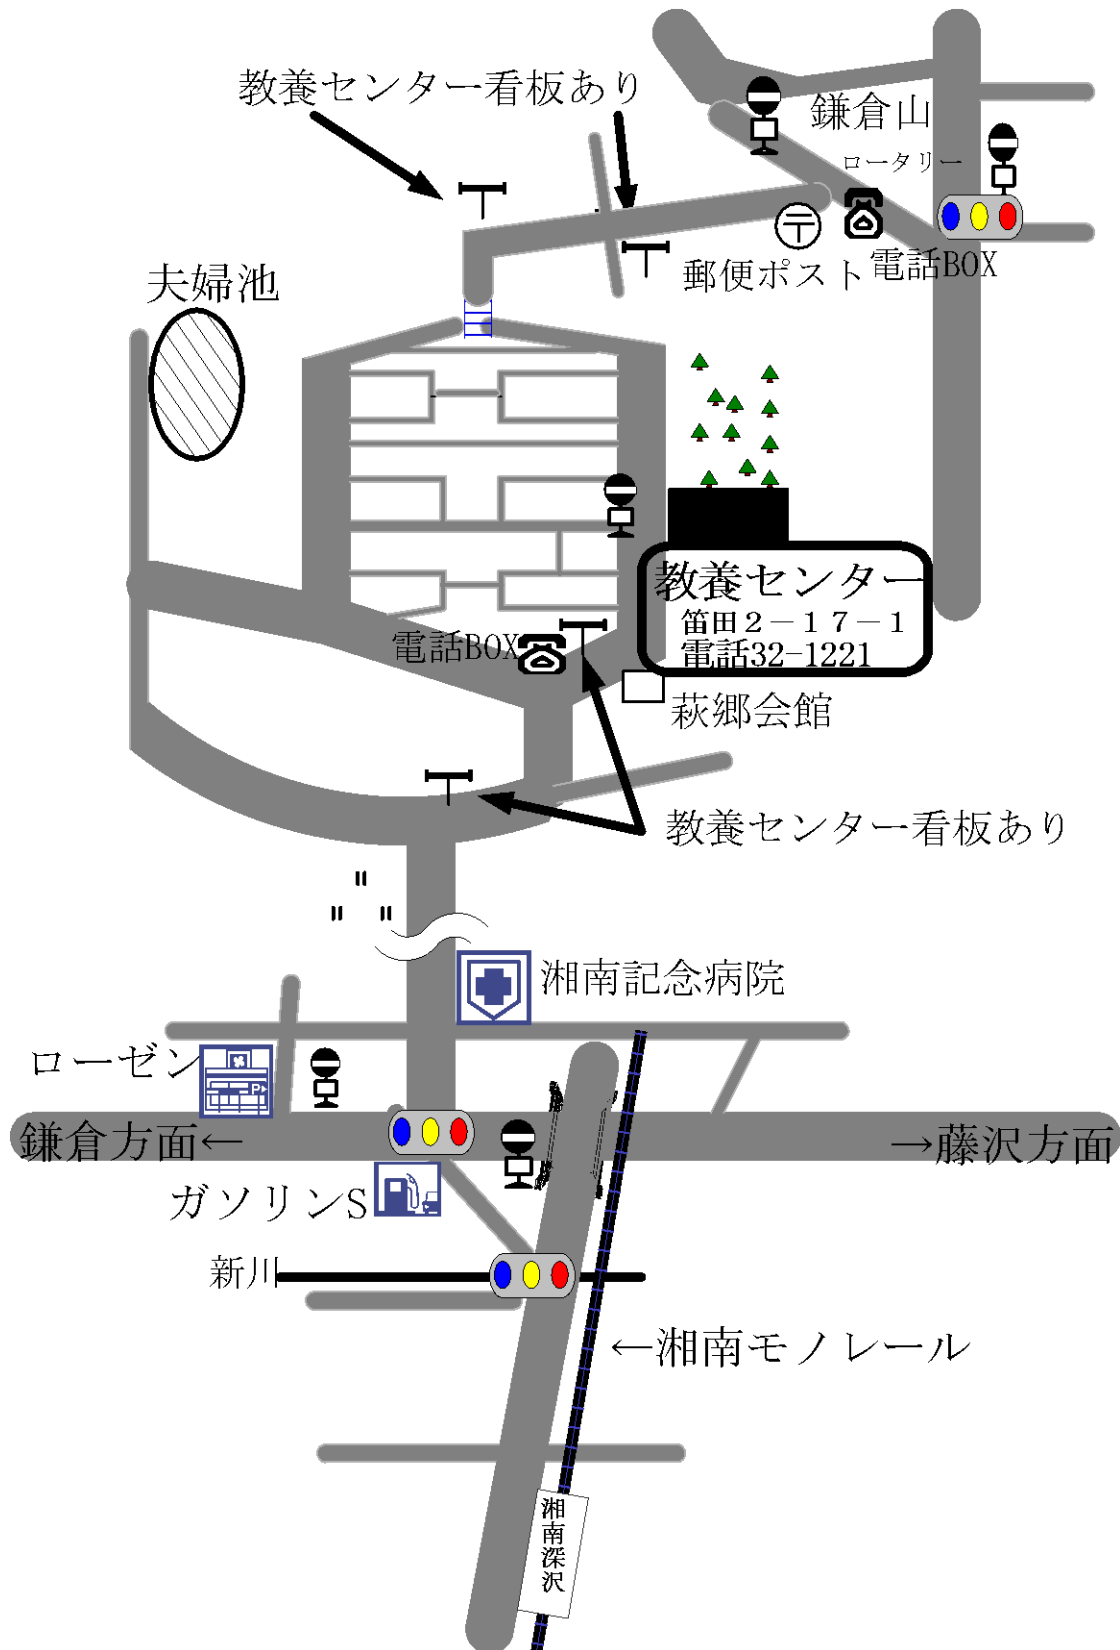 教養センター看板あり
鎌倉山
ロータリー
郵便ポスト
電話BOX
夫婦池
教養センター
笛田2－17－1
電話32-1221
電話BOX
萩郷会館
教養センター看板あり
湘南記念病院
ローゼン
P
鎌倉方面←
→藤沢方面
ガソリンS
新川
←湘南モノレール
湘南深沢